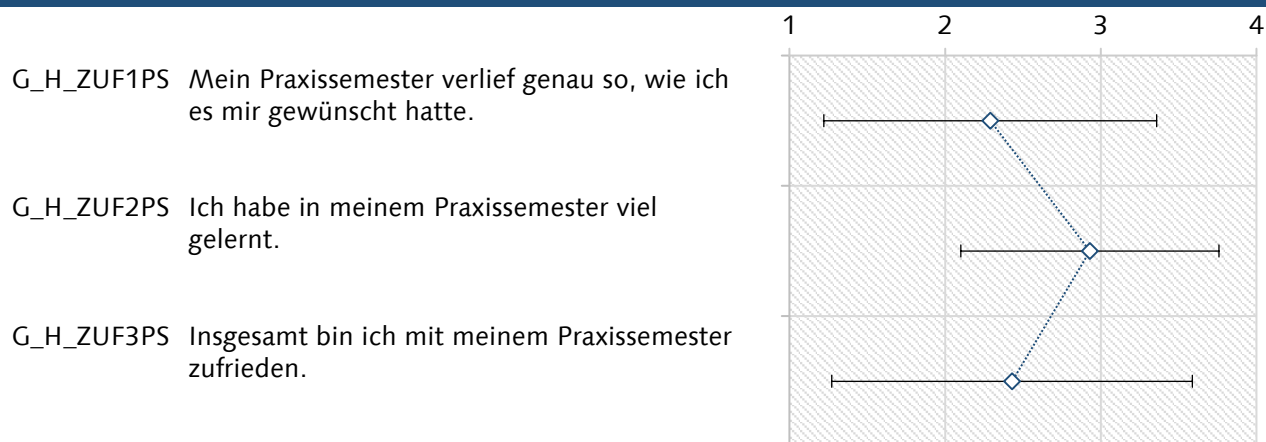 1 2 3 4
G_H_ZUF1PS Mein Praxissemester verlief genau so, wie ich
es mir gewünscht hatte.
G_H_ZUF2PS Ich habe in meinem Praxissemester viel
gelernt.
G_H_ZUF3PS Insgesamt bin ich mit meinem Praxissemester
zufrieden.